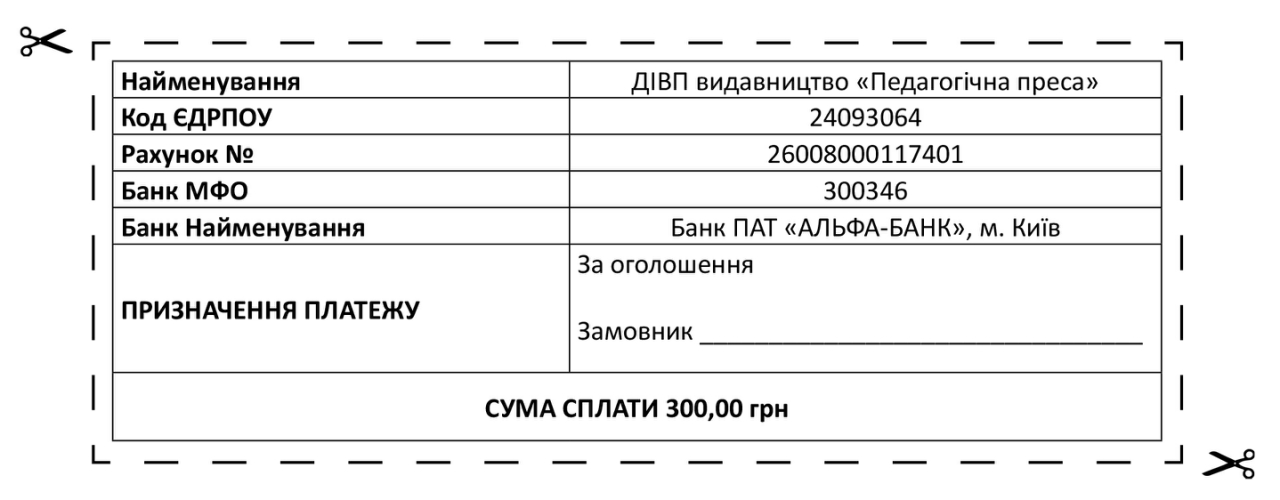 Найменування ДІВП видавництво «Педагогічна преса»
Код ЄДРПОУ 24093064
Рахунок № 26008000117401
Банк МФО 300346
Банк Найменування Банк ПАТ «АЛЬФА-БАНК», м. Київ
ПРИЗНАЧЕННЯ ПЛАТЕЖУ
За оголошення
Замовник ________________________________
СУМА СПЛАТИ 300,00 грн